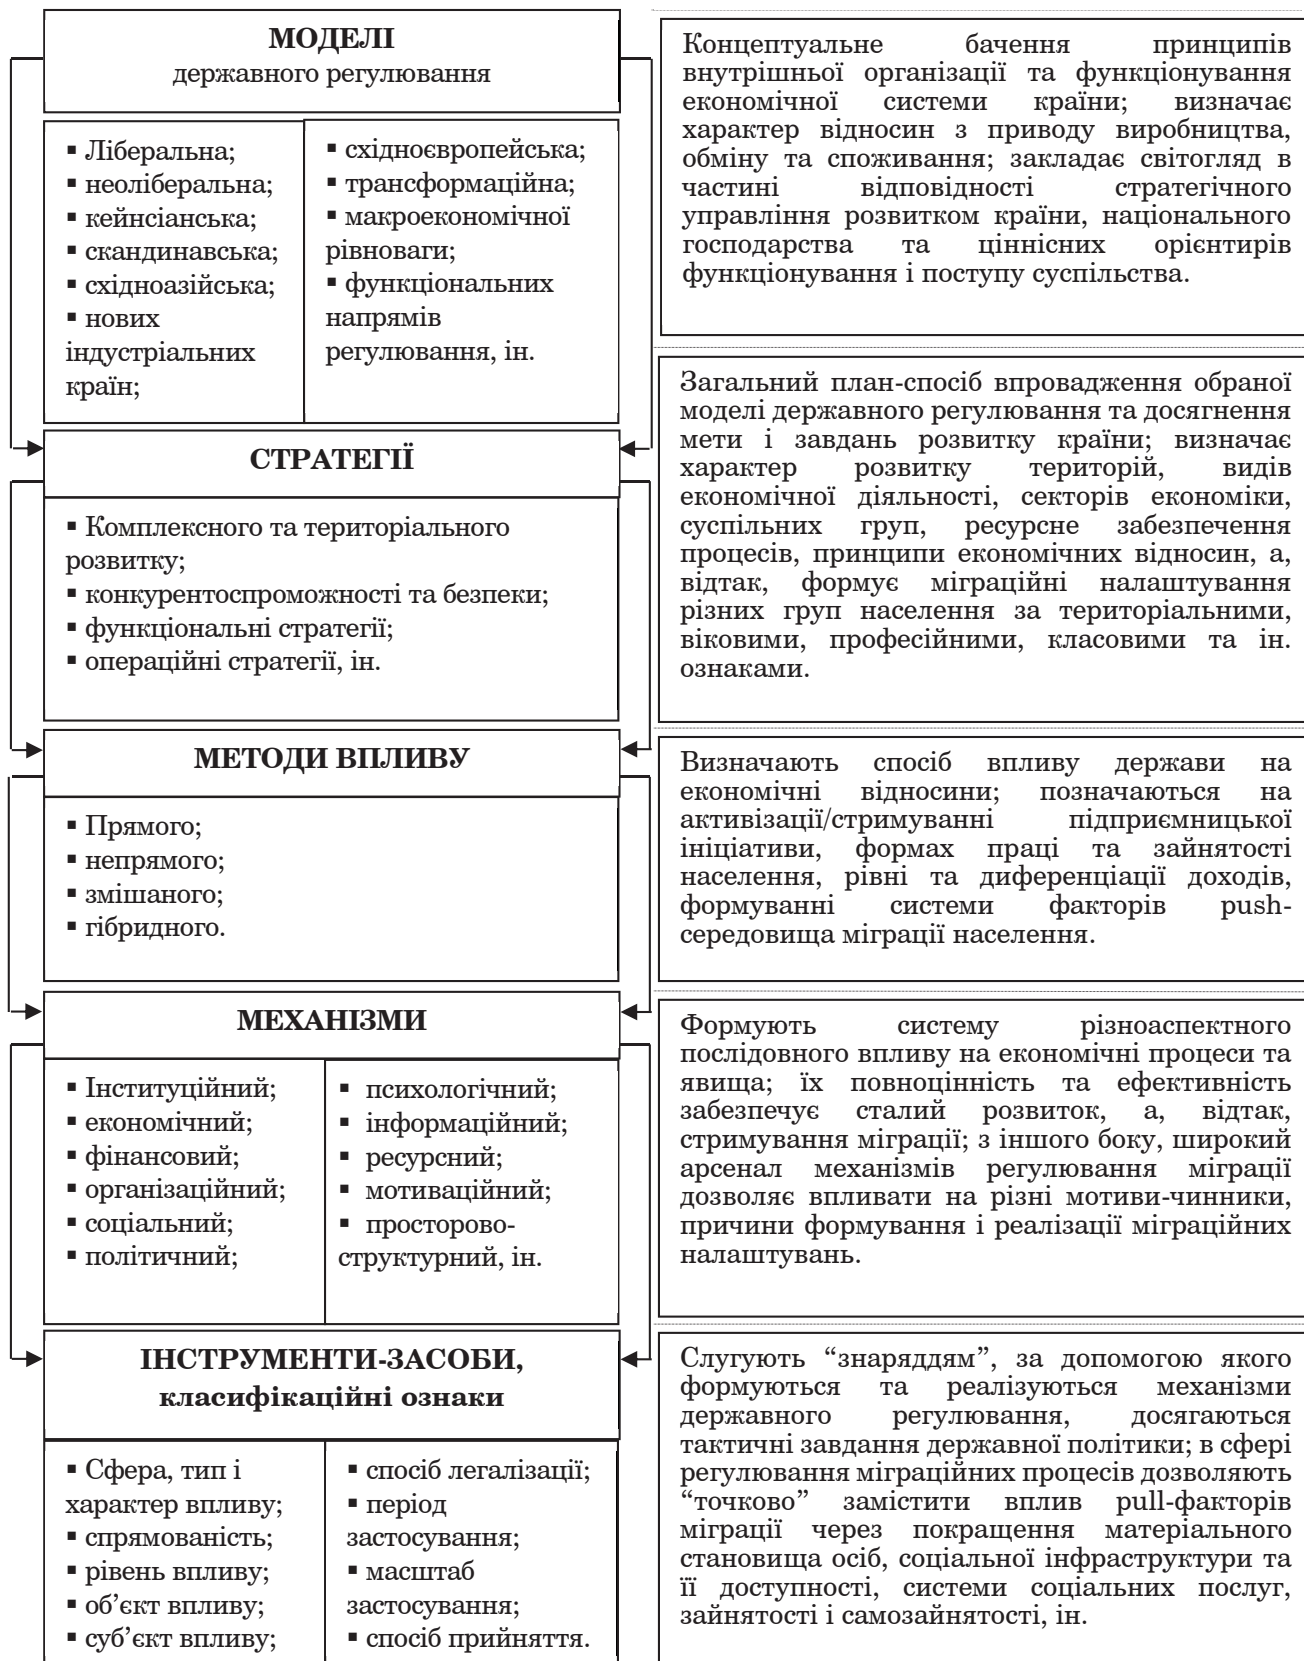 МОДЕЛІ
державного регулювання
▪ Ліберальна;
▪ неоліберальна;
▪ кейнсіанська;
▪ скандинавська;
▪ східноазійська;
▪ нових
індустріальних
країн;
▪ східноєвропейська;
▪ трансформаційна;
▪ макроекономічної
рівноваги;
▪ функціональних
напрямів
регулювання, ін.
Концептуальне бачення принципів
внутрішньої організації та функціонування
економічної системи країни; визначає
характер відносин з приводу виробництва,
обміну та споживання; закладає світогляд в
частині відповідності стратегічного
управління розвитком країни, національного
господарства та ціннісних орієнтирів
функціонування і поступу суспільства.
СТРАТЕГІЇ
▪ Комплексного та територіального
розвитку;
▪ конкурентоспроможності та безпеки;
▪ функціональні стратегії;
▪ операційні стратегії, ін.
Загальний план-спосіб впровадження обраної
моделі державного регулювання та досягнення
мети і завдань розвитку країни; визначає
характер розвитку територій, видів
економічної діяльності, секторів економіки,
суспільних груп, ресурсне забезпечення
процесів, принципи економічних відносин, а,
відтак, формує міграційні налаштування
різних груп населення за територіальними,
віковими, професійними, класовими та ін.
ознаками.
МЕТОДИ ВПЛИВУ
▪ Прямого;
▪ непрямого;
▪ змішаного;
▪ гібридного.
Визначають спосіб впливу держави на
економічні відносини; позначаються на
активізації/стримуванні підприємницької
ініціативи, формах праці та зайнятості
населення, рівні та диференціації доходів,
формуванні системи факторів push-
середовища міграції населення.
МЕХАНІЗМИ
▪ Інституційний;
▪ економічний;
▪ фінансовий;
▪ організаційний;
▪ соціальний;
▪ політичний;
▪ психологічний;
▪ інформаційний;
▪ ресурсний;
▪ мотиваційний;
▪ просторово-
структурний, ін.
Формують систему різноаспектного
послідовного впливу на економічні процеси та
явища; їх повноцінність та ефективність
забезпечує сталий розвиток, а, відтак,
стримування міграції; з іншого боку, широкий
арсенал механізмів регулювання міграції
дозволяє впливати на різні мотиви-чинники,
причини формування і реалізації міграційних
налаштувань.
ІНСТРУМЕНТИ-ЗАСОБИ,
класифікаційні ознаки
▪ Сфера, тип і
характер впливу;
▪ спрямованість;
▪ рівень впливу;
▪ об’єкт впливу;
▪ суб’єкт впливу;
▪ спосіб легалізації;
▪ період
застосування;
▪ масштаб
застосування;
▪ спосіб прийняття.
Слугують “знаряддям”, за допомогою якого
формуються та реалізуються механізми
державного регулювання, досягаються
тактичні завдання державної політики; в сфері
регулювання міграційних процесів дозволяють
“точково” замістити вплив pull-факторів
міграції через покращення матеріального
становища осіб, соціальної інфраструктури та
її доступності, системи соціальних послуг,
зайнятості і самозайнятості, ін.